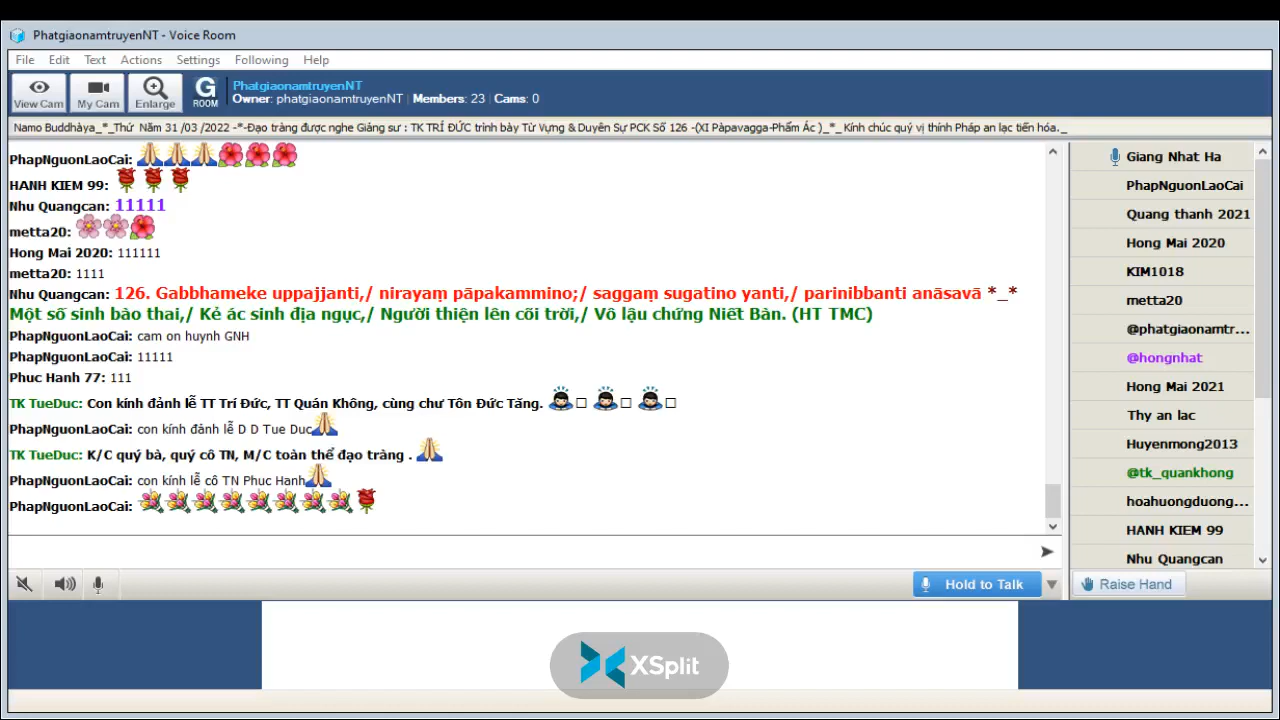 PhatgiaonamtruyenNT - Voice Room
File Edit Text Actions Settings Following Help
View Cam My Cam Enlarge G ROOM
PhatgiaonamtruyenNT
Owner: phatgiaonamtruyenNT | Members: 23 | Cams: 0
Namo Buddhàya_*_Thứ Năm 31 /03 /2022 -*-Đạo tràng được nghe Giảng sư : TK TRÍ ĐỨC trình bày Từ Vựng & Duyên Sự PCK Số 126 -(XI Pàpavagga-Phẩm Ác )_*_ Kính chúc quý vị thính Pháp an lạc tiến hóa._
PhapNguonLaoCai:
HANH KIEM 99:
Nhu Quangcan: 11111
metta20:
Hong Mai 2020: 111111
metta20: 1111
Nhu Quangcan: 126. Gabbhameke uppajjanti,/ nirayaṃ pāpakammino;/ saggaṃ sugatino yanti,/ parinibbanti anāsavā *_*
Một số sinh bào thai,/ Kẻ ác sinh địa ngục,/ Người thiện lên cõi trời,/ Vô lậu chứng Niết Bàn. (HT TMC)
PhapNguonLaoCai: cam on huynh GNH
PhapNguonLaoCai: 11111
Phuc Hanh 77: 111
TK TueDuc: Con kính đảnh lễ TT Trí Đức, TT Quán Không, cùng chư Tôn Đức Tăng.
PhapNguonLaoCai: con kính đãnh lễ D D Tue Duc
TK TueDuc: K/C quý bà, quý cô TN, M/C toàn thể đạo tràng .
PhapNguonLaoCai: con kính lễ cô TN Phuc Hanh
PhapNguonLaoCai:
Giang Nhat Ha
PhapNguonLaoCai
Quang thanh 2021
Hong Mai 2020
KIM1018
metta20
@phatgiaonamtr...
@hongnhat
Hong Mai 2021
Thy an lac
Huyenmong2013
@tk_quankhong
hoahuongduong...
HANH KIEM 99
Nhu Quangcan
Hold to Talk
Raise Hand
XSplit